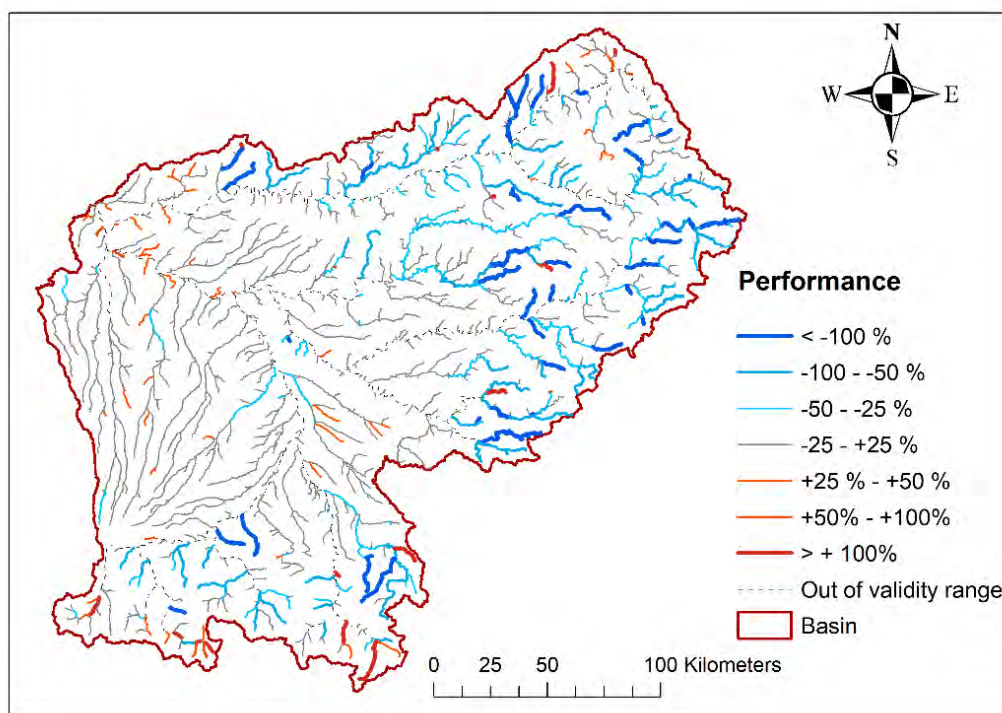 N
W E
S
Performance
< -100 %
-100 - -50 %
-50 - -25 %
-25 - +25 %
+25 % - +50 %
+50% - +100%
> + 100%
Out of validity range
Basin
0 25 50 100 Kilometers